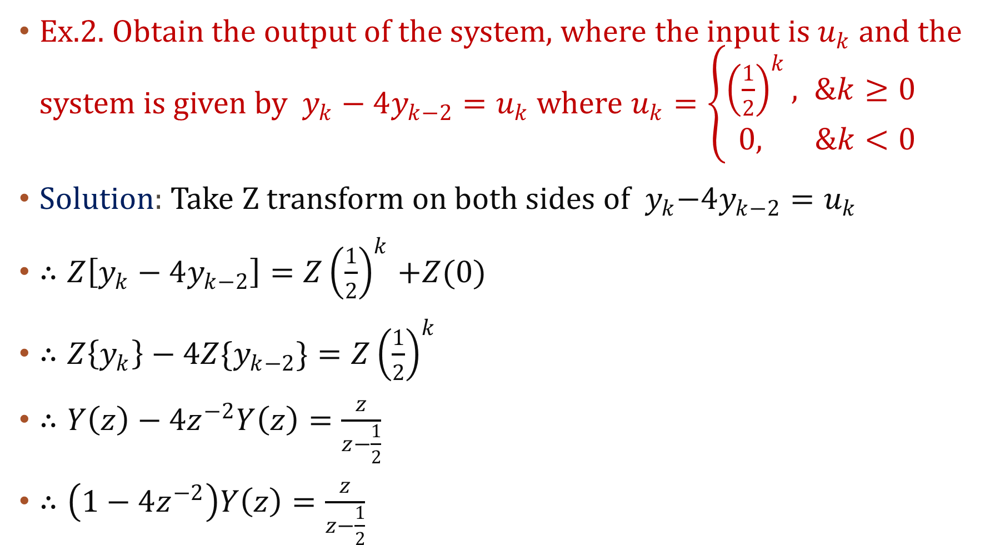 • Ex.2. Obtain the output of the system, where the input is $u_k$ and the
system is given by $y_k - 4y_{k-2} = u_k$ where $u_k = \begin{cases} \left(\frac{1}{2}\right)^k, & \&k \geq 0 \\ 0, & \&k < 0 \end{cases}$
• Solution: Take Z transform on both sides of $y_k - 4y_{k-2} = u_k$
• $\therefore Z[y_k - 4y_{k-2}] = Z\left(\frac{1}{2}\right)^k + Z(0)$
• $\therefore Z\{y_k\} - 4Z\{y_{k-2}\} = Z\left(\frac{1}{2}\right)^k$
• $\therefore Y(z) - 4z^{-2}Y(z) = \frac{z}{z-\frac{1}{2}}$
• $\therefore (1 - 4z^{-2})Y(z) = \frac{z}{z-\frac{1}{2}}$